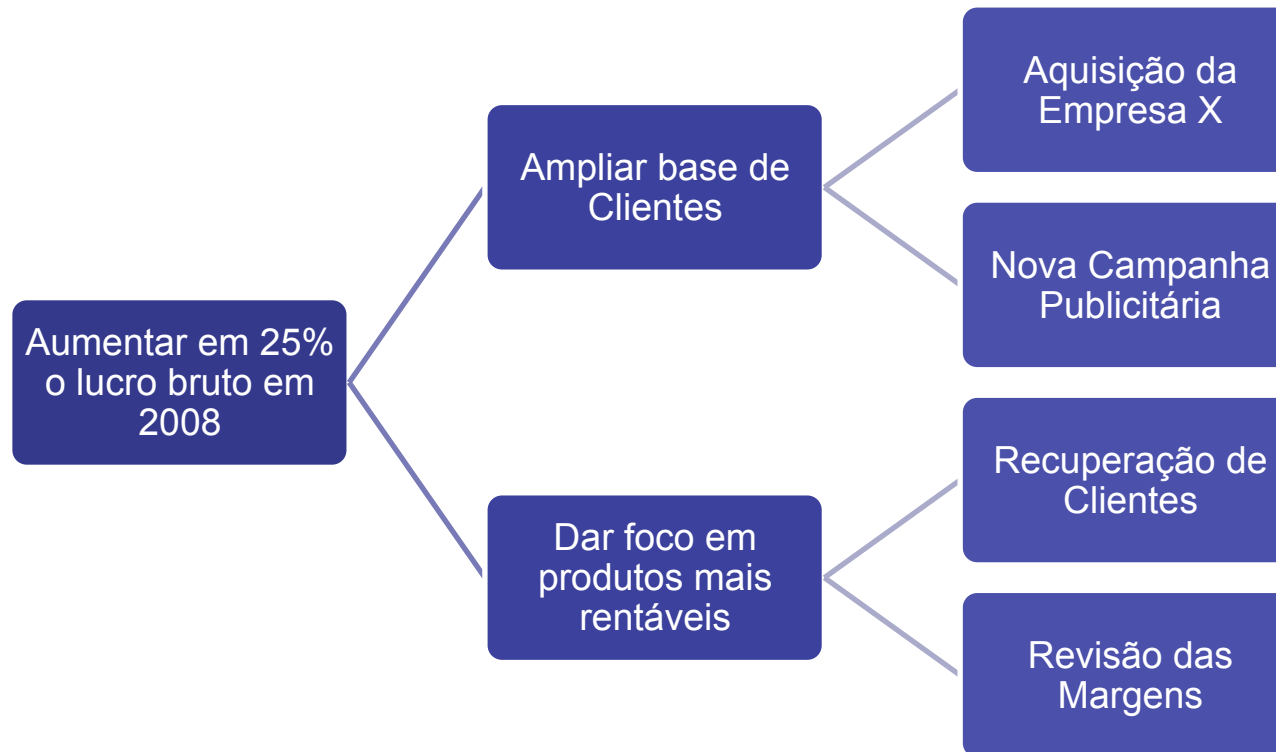 Aumentar em 25%
o lucro bruto em
2008
Ampliar base de
Clientes
Aquisição da
Empresa X
Nova Campanha
Publicitária
Dar foco em
produtos mais
rentáveis
Recuperação de
Clientes
Revisão das
Margens